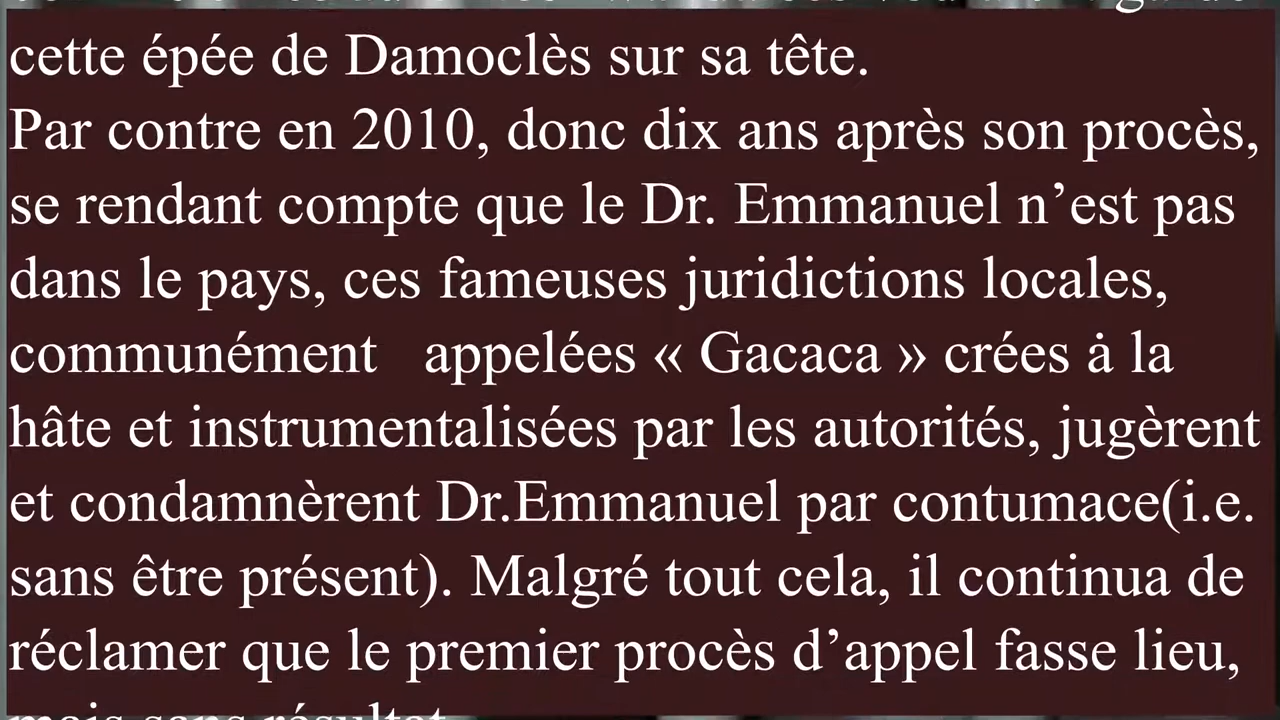 cette épée de Damoclès sur sa tête.
Par contre en 2010, donc dix ans après son procès,
se rendant compte que le Dr. Emmanuel n’est pas
dans le pays, ces fameuses juridictions locales,
communément appelées « Gacaca » crées ȧ la
hâte et instrumentalisées par les autorités, jugèrent
et condamnèrent Dr.Emmanuel par contumace(i.e.
sans être présent). Malgré tout cela, il continua de
réclamer que le premier procès d’appel fasse lieu,
mais sans résultat